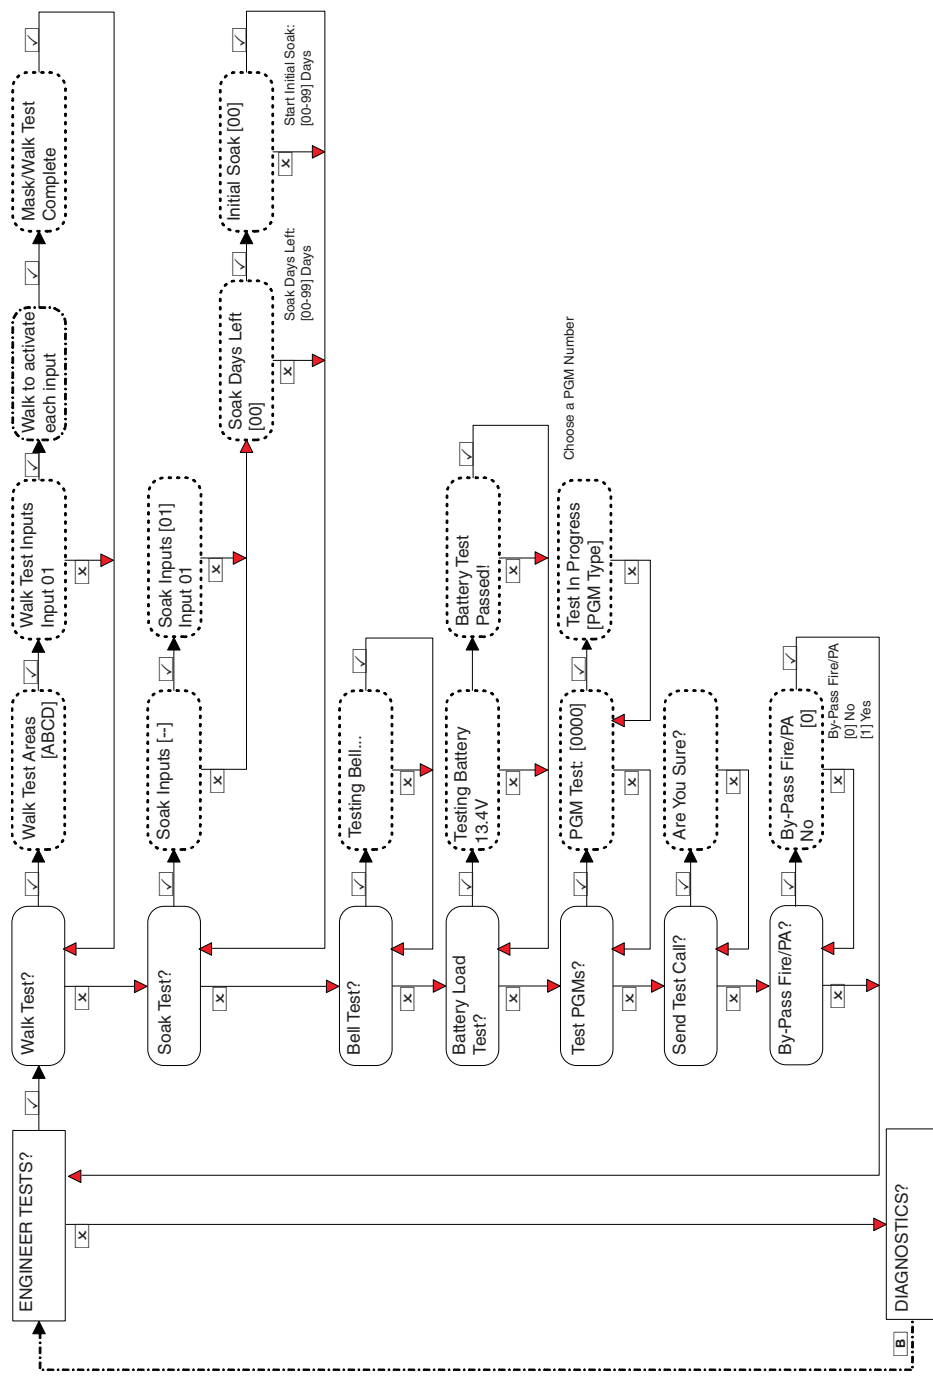 ENGINEER TESTS?
Walk Test?
Walk Test Areas
[ABCD]
Walk Test Inputs
Input 01
Walk to activate
each input
Mask/Walk Test
Complete
Soak Test?
Soak Inputs [--]
Soak Inputs [01]
Input 01
Soak Days Left
[00]
Initial Soak [00]
Soak Days Left:
[00-99] Days
Start Initial Soak:
[00-99] Days
Bell Test?
Testing Bell...
Battery Load
Test?
Testing Battery
13.4V
Battery Test
Passed!
Test PGMs?
PGM Test: [0000]
Test In Progress
[PGM Type]
Choose a PGM Number
Send Test Call?
Are You Sure?
By-Pass Fire/PA?
By-Pass Fire/PA
No [0]
By-Pass Fire/PA
[0] No
[1] Yes
DIAGNOSTICS?
B